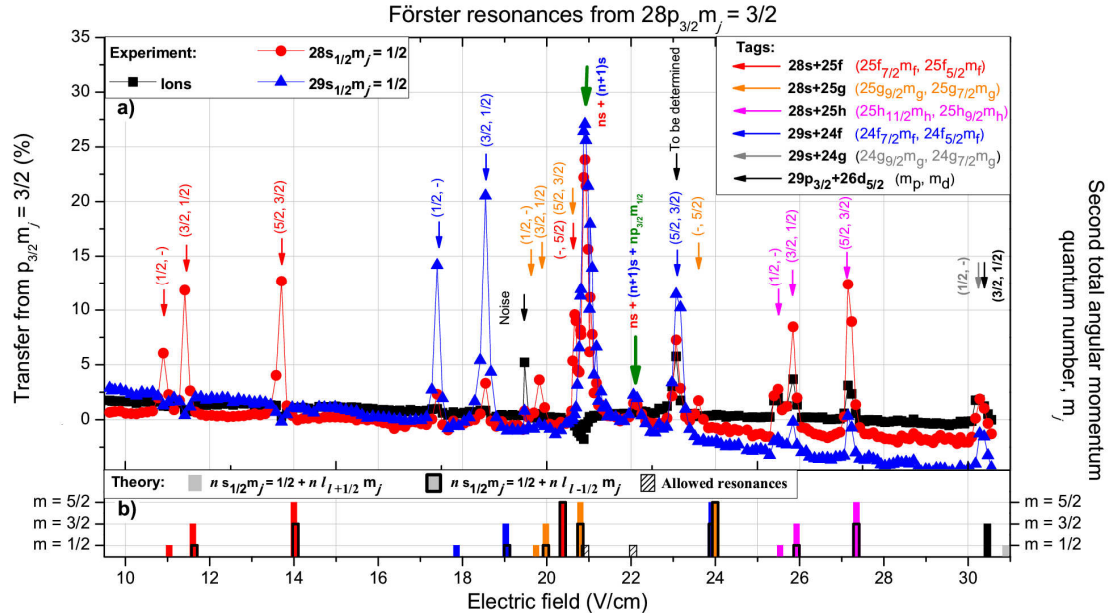 Förster resonances from 28p3/2mj = 3/2
Experiment:
28s1/2mj = 1/2
Ions
29s1/2mj = 1/2
a)
Tags:
28s+25f (25f7/2mf, 25f5/2mf)
28s+25g (25g9/2mg, 25g7/2mg)
28s+25h (25h11/2mh, 25h9/2mh)
29s+24f (24f7/2mf, 24f5/2mf)
29s+24g (24g9/2mg, 24g7/2mg)
29p3/2+26d5/2 (mp, md)
Transfer from p3/2mj = 3/2 (%)
35
30
25
20
15
10
5
0
(1/2, -)
(3/2, 1/2)
(5/2, 3/2)
(1/2, -)
(3/2, 1/2)
Noise
(1/2, -)
(3/2, 1/2)
(-, 5/2)
(5/2, 3/2)
ns + (n+1)s
ns + (n+1)s + np3/2m1/2
To be determined
(5/2, 3/2)
(-, 5/2)
(1/2, -)
(3/2, 1/2)
(5/2, 3/2)
(1/2, -)
(3/2, 1/2)
Second total angular momentum
quantum number, mj
Theory:
n s1/2mj = 1/2 + n l l+1/2 mj
n s1/2mj = 1/2 + n l l-1/2 mj
Allowed resonances
b)
m = 5/2
m = 3/2
m = 1/2
m = 5/2
m = 3/2
m = 1/2
10 12 14 16 18 20 22 24 26 28 30
Electric field (V/cm)